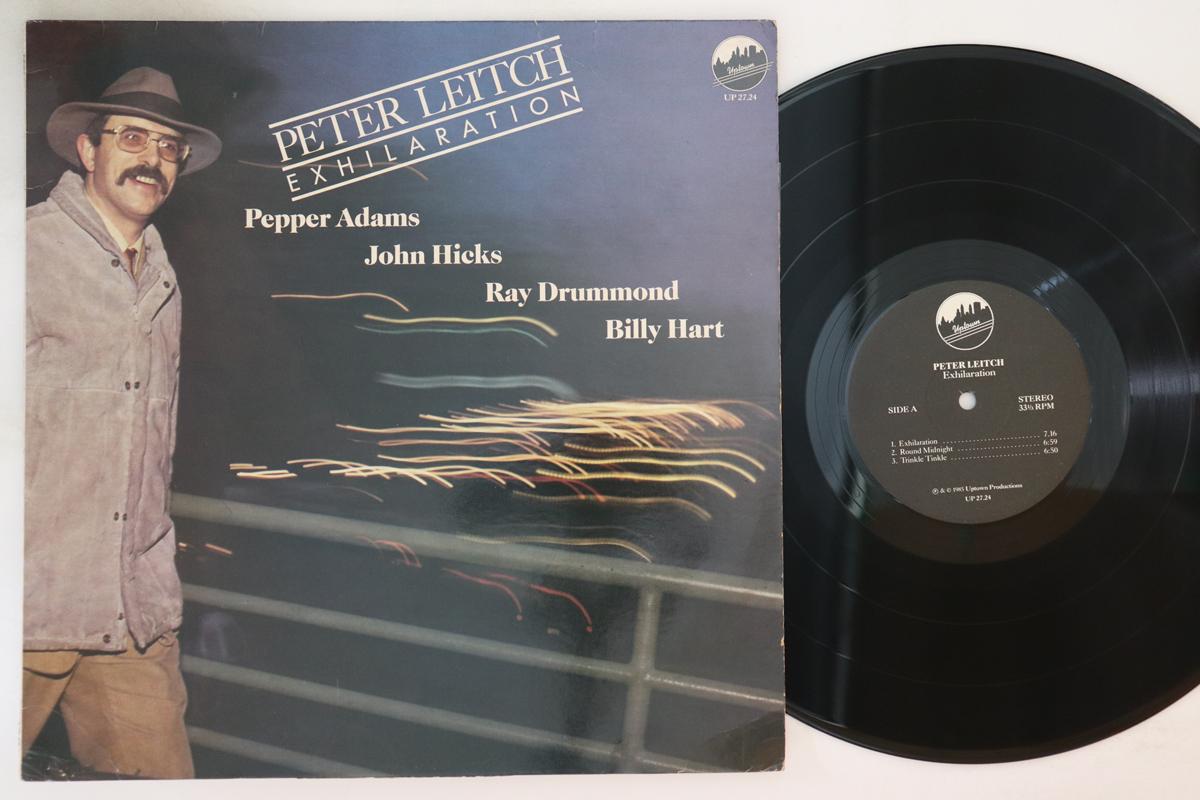 PETER LEITCH
EXHILARATION
Pepper Adams
John Hicks
Ray Drummond
Billy Hart
Uptown
UP 27.24
Uptown
PETER LEITCH
Exhilaration
SIDE A
STEREO
33⅓ RPM
1. Exhilaration ........................ 7.16
2. Round Midnight ..................... 6:59
3. Trinkle Tinkle ....................... 6:50
℗ & © 1985 Uptown Productions
UP 27.24